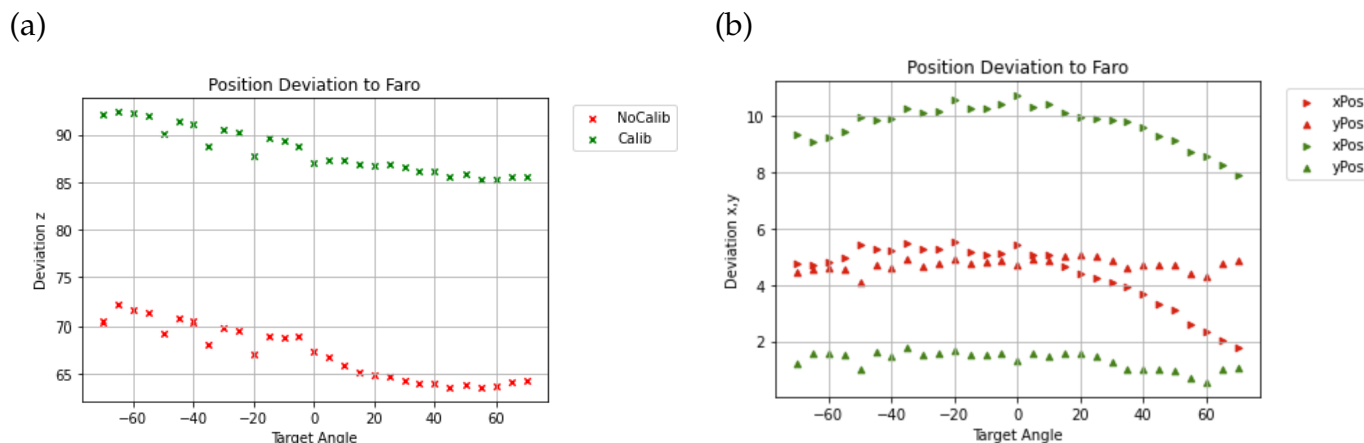 (a)
(b)
Position Deviation to Faro
NoCalib
Calib
Deviation z
90
85
80
75
70
65
−60
−40
−20
0
20
40
60
Target Angle
Position Deviation to Faro
xPos
yPos
xPos
yPos
Deviation x,y
10
8
6
4
2
−60
−40
−20
0
20
40
60
Target Angle